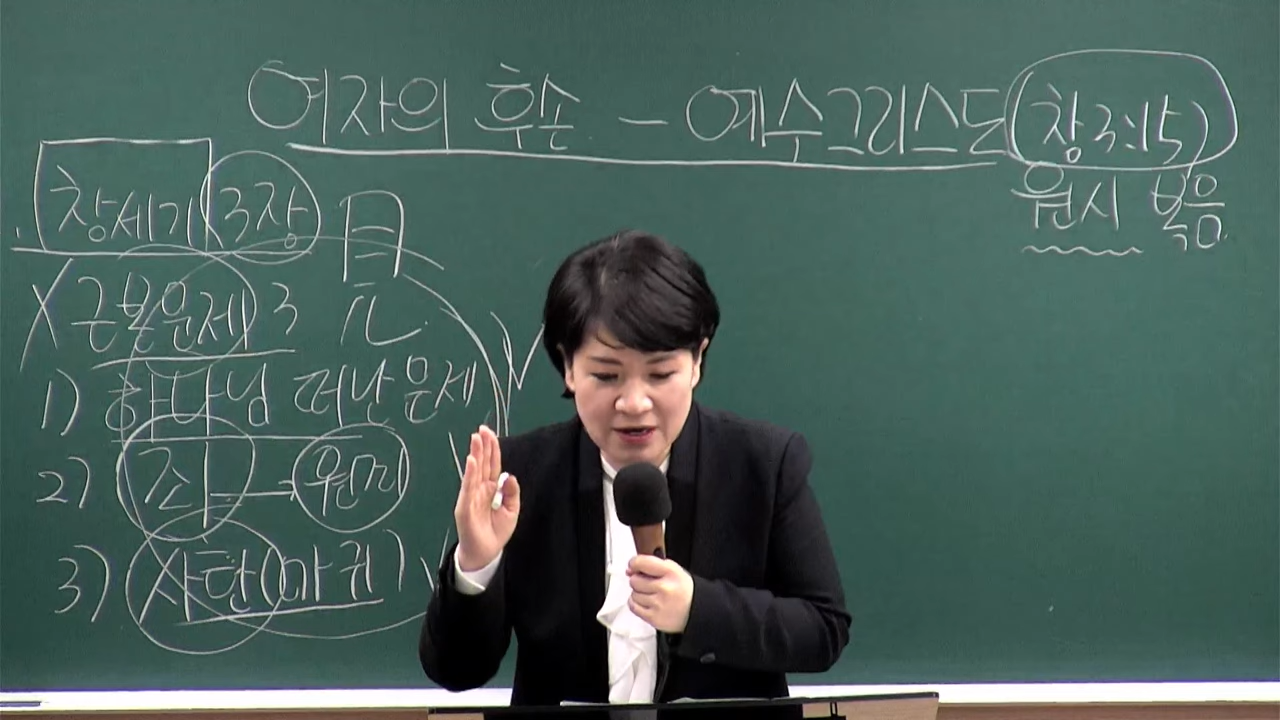 여자의 후손 - 예수그리스도 (창3:15)
원시 복음
창세기 3장
근본문제 3
1) 하나님 떠난 문제
2) 죄 → 원죄
3) 사탄(마귀)